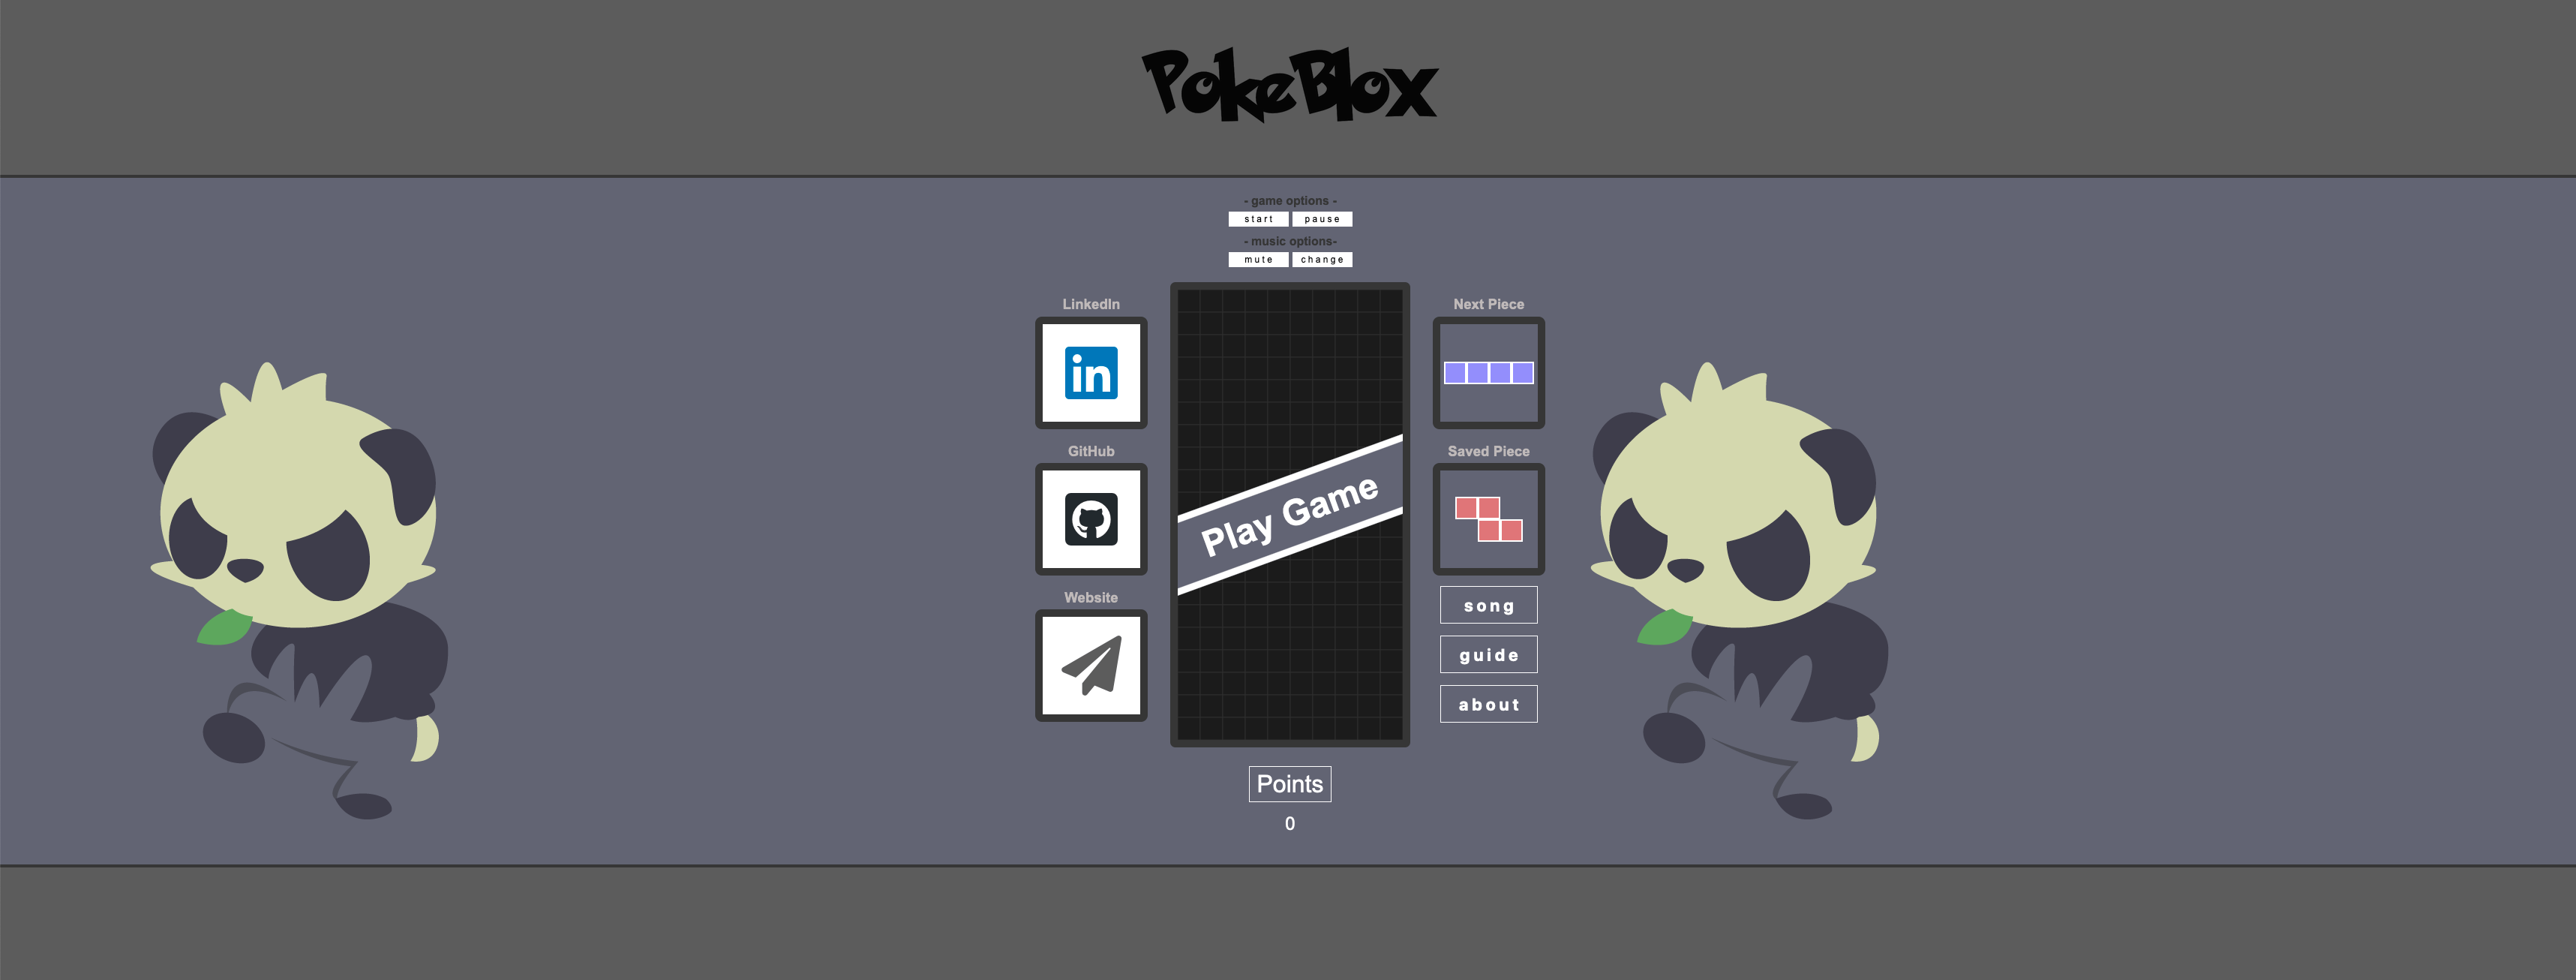 PokeBlox
- game options -
start pause
- music options-
mute change
LinkedIn
in
GitHub
Website
Play Game
Next Piece
Saved Piece
song
guide
about
Points
0